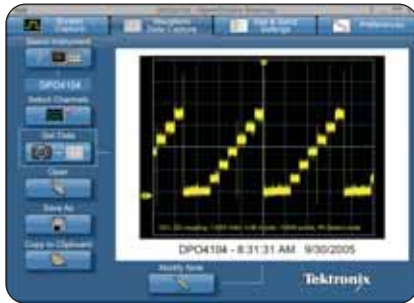 Screen
Capture
Waveform
Data Capture
Get & Send
Settings
Preferences
Select Instrument
DPO4104
Select Channels
Get Data
Open
Save As
Copy to Clipboard
DPO4104 - 8:31:31 AM 9/30/2005
Modify Note
Tektronix